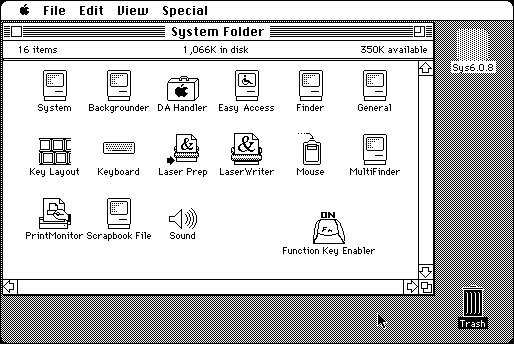 File Edit View Special
System Folder
16 items 1,066K in disk 350K available
Sys6.0.8
System Backgrounder DA Handler Easy Access Finder General
Key Layout Keyboard Laser Prep LaserWriter Mouse MultiFinder
&
&
ON
Fn
PrintMonitor Scrapbook File Sound Function Key Enabler
Trash